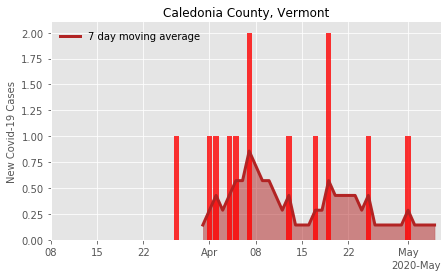 Caledonia County, Vermont
7 day moving average
New Covid-19 Cases
2.00
1.75
1.50
1.25
1.00
0.75
0.50
0.25
0.00
08 15 22 Apr 08 15 22 May
2020-May